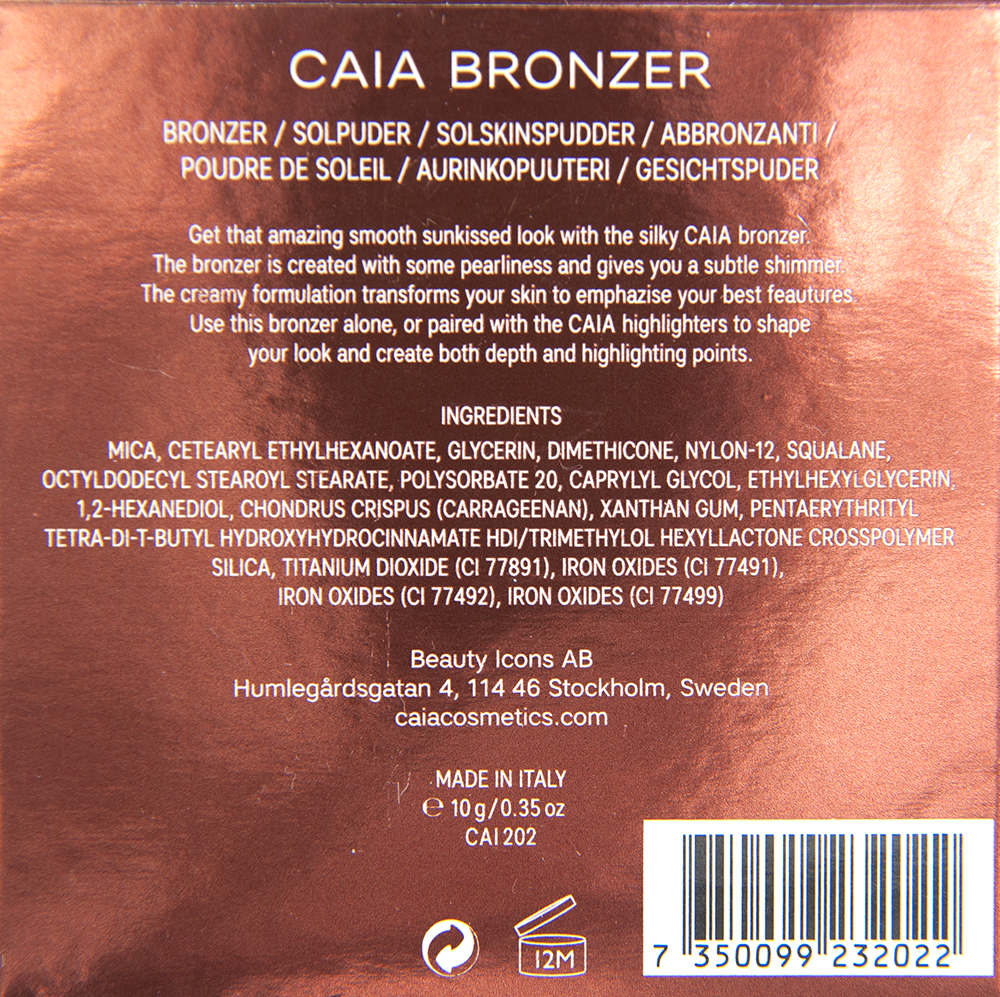 CAIA BRONZER
BRONZER / SOLPUDER / SOLSKINSPUDDER / ABBRONZANTI /
POUDRE DE SOLEIL / AURINKOPUUTERI / GESICHTSPUDER
Get that amazing smooth sunkissed look with the silky CAIA bronzer.
The bronzer is created with some pearliness and gives you a subtle shimmer.
The creamy formulation transforms your skin to emphazise your best feautures.
Use this bronzer alone, or paired with the CAIA highlighters to shape
your look and create both depth and highlighting points.
INGREDIENTS
MICA, CETEARYL ETHYLHEXANOATE, GLYCERIN, DIMETHICONE, NYLON-12, SQUALANE,
OCTYLDODECYL STEAROYL STEARATE, POLYSORBATE 20, CAPRYLYL GLYCOL, ETHYLHEXYLGLYCERIN,
1,2-HEXANEDIOL, CHONDRUS CRISPUS (CARRAGEENAN), XANTHAN GUM, PENTAERYTHRITYL
TETRA-DI-T-BUTYL HYDROXYHYDROCINNAMATE HDI/TRIMETHYLOL HEXYLLACTONE CROSSPOLYMER
SILICA, TITANIUM DIOXIDE (CI 77891), IRON OXIDES (CI 77491),
IRON OXIDES (CI 77492), IRON OXIDES (CI 77499)
Beauty Icons AB
Humlegårdsgatan 4, 114 46 Stockholm, Sweden
caiacosmetics.com
MADE IN ITALY
℮ 10 g/0.35 oz
CAI 202
12M
7 350099 232022